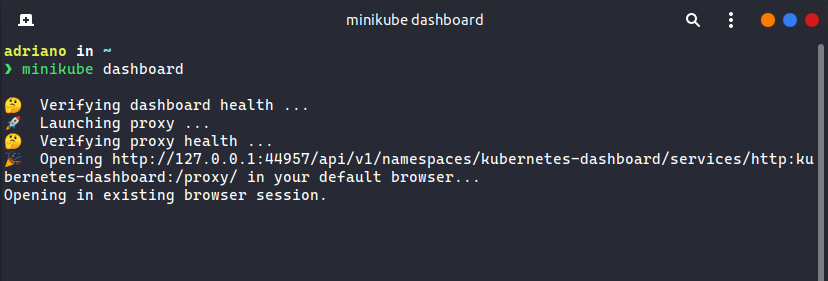 minikube dashboard
adriano in ~
❯ minikube dashboard
🤔  Verifying dashboard health ...
🚀  Launching proxy ...
🤔  Verifying proxy health ...
🎉  Opening http://127.0.0.1:44957/api/v1/namespaces/kubernetes-dashboard/services/http:ku
bernetes-dashboard:/proxy/ in your default browser...
Opening in existing browser session.